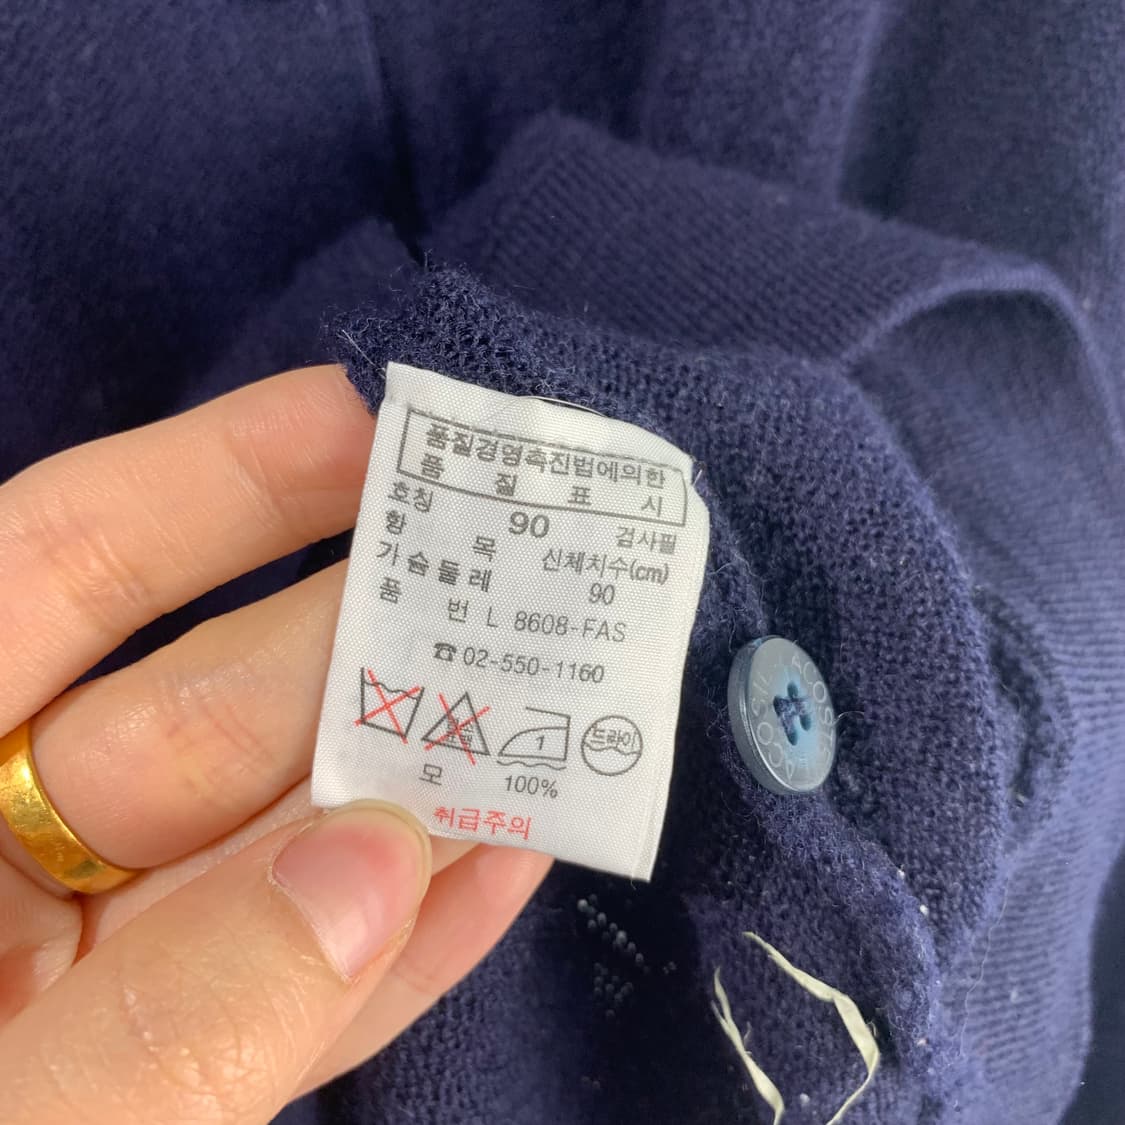 품질경영촉진법에의한
품 질 표 시
호칭 90 검사필
항 목 신체치수(cm)
가슴둘레 90
품 번 L 8608-FAS
☎ 02-550-1160
1 드라이
모 100%
취급주의
LACOSTE